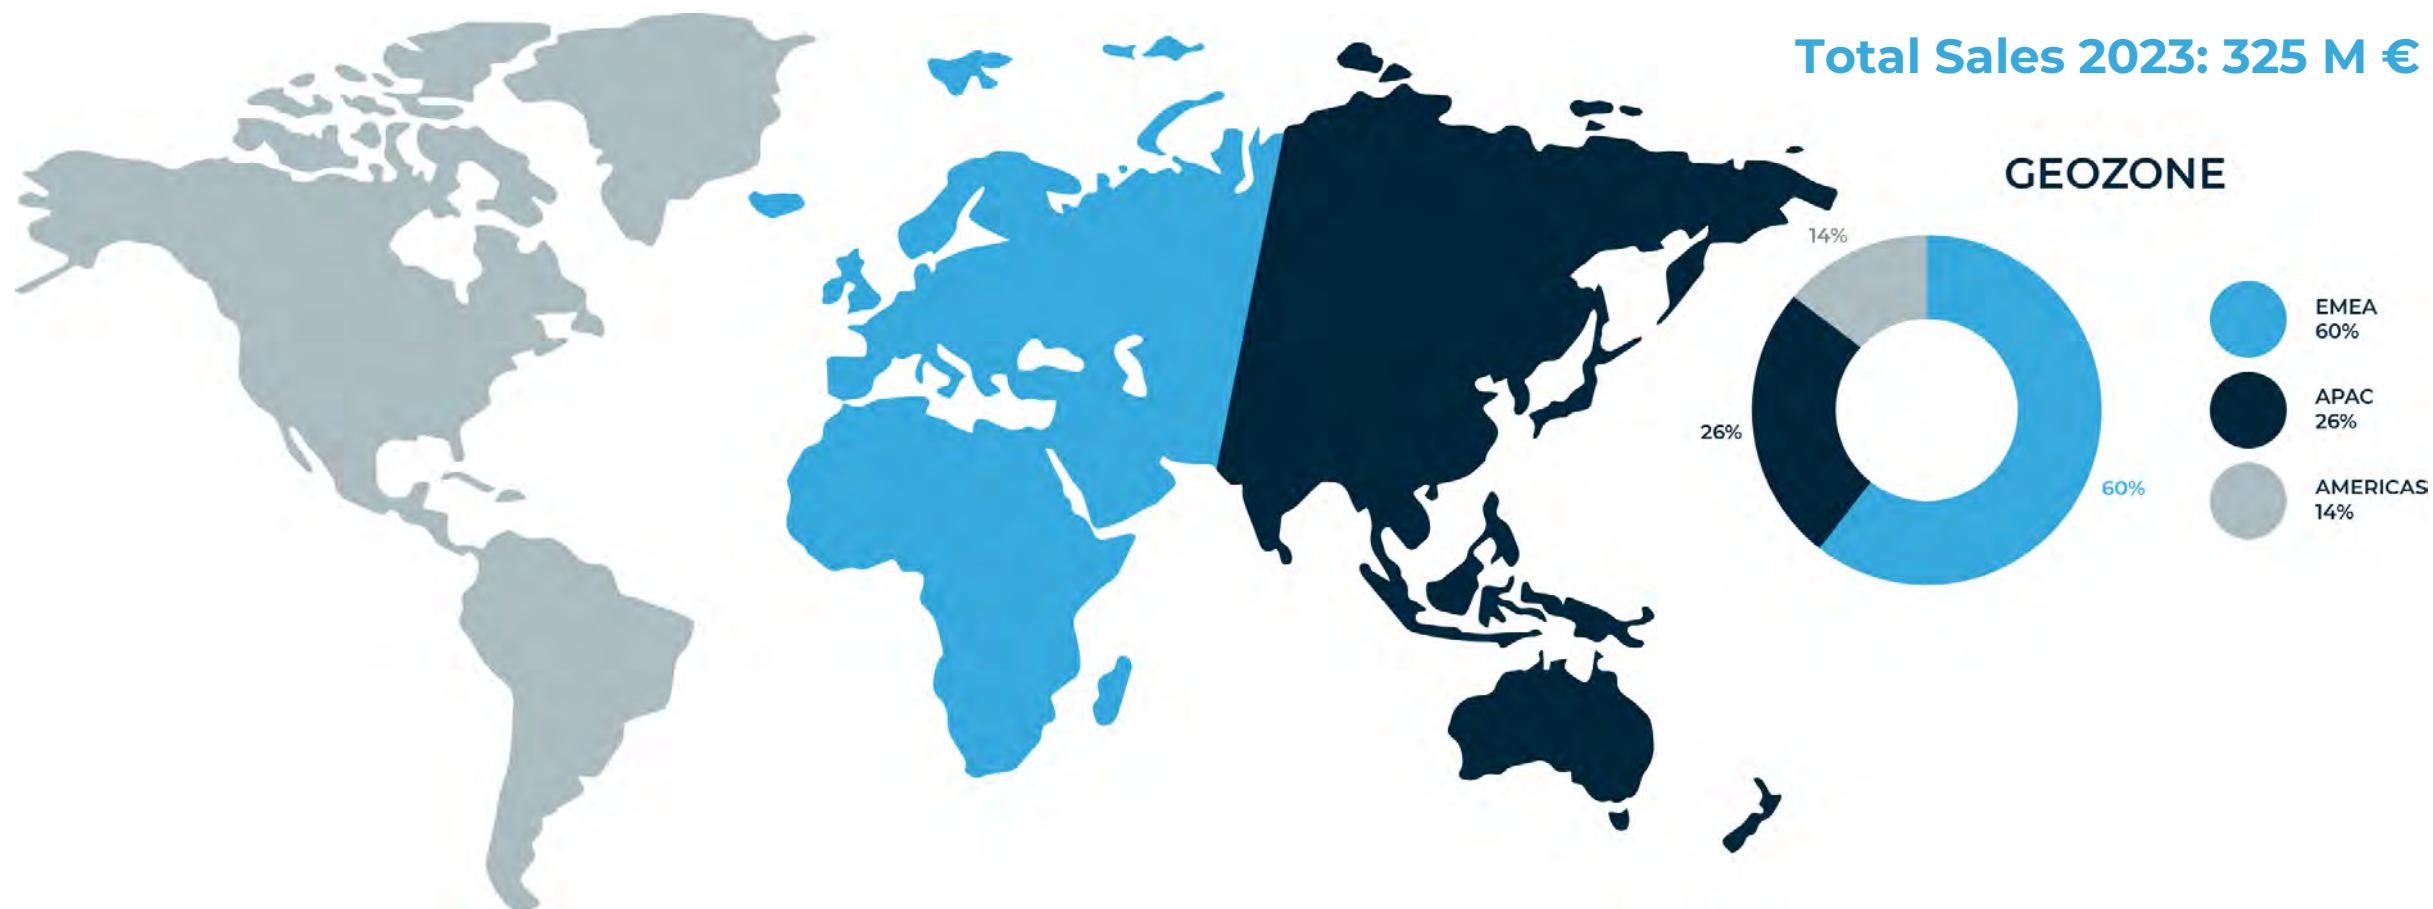 Total Sales 2023: 325 M €
GEOZONE
14%
26%
60%
EMEA
60%
APAC
26%
AMERICAS
14%